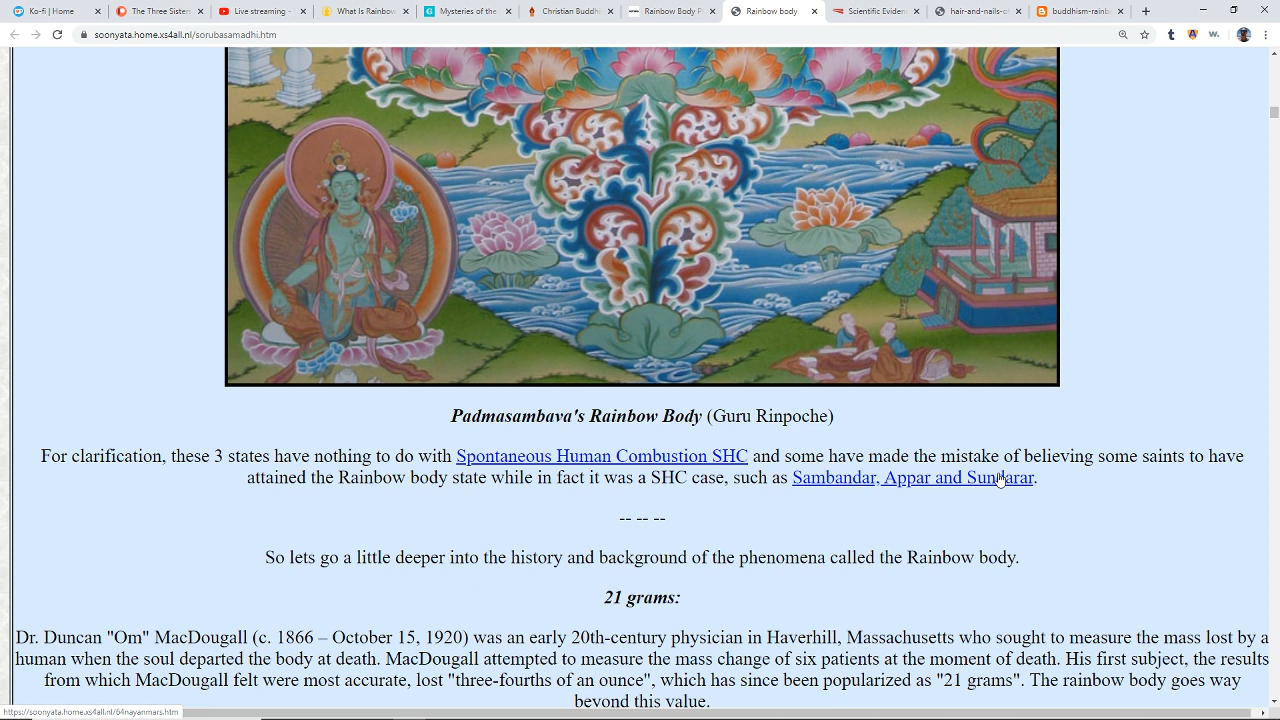 Ko-fi | Home
The Three Sister
Live streaming -
What Is Rainbow
Mysteries of the
Christian Buddh
Rainbow Body P
Rainbow body
Scientific Eviden
hair-and-nails-o
buddhism-rainb
soonyata.home.xs4all.nl/sorubasamadhi.htm
Padmasambava's Rainbow Body (Guru Rinpoche)
For clarification, these 3 states have nothing to do with Spontaneous Human Combustion SHC and some have made the mistake of believing some saints to have
attained the Rainbow body state while in fact it was a SHC case, such as Sambandar, Appar and Sundarar.
-- -- --
So lets go a little deeper into the history and background of the phenomena called the Rainbow body.
21 grams:
Dr. Duncan "Om" MacDougall (c. 1866 – October 15, 1920) was an early 20th-century physician in Haverhill, Massachusetts who sought to measure the mass lost by a
human when the soul departed the body at death. MacDougall attempted to measure the mass change of six patients at the moment of death. His first subject, the results
from which MacDougall felt were most accurate, lost "three-fourths of an ounce", which has since been popularized as "21 grams". The rainbow body goes way
beyond this value.
https://soonyata.home.xs4all.nl/64nayanmars.htm